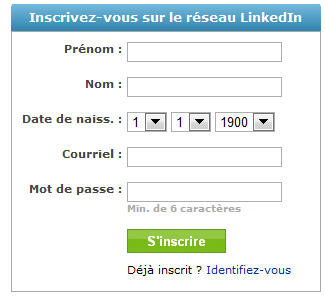 Inscrivez-vous sur le réseau LinkedIn
Prénom :
Nom :
Date de naiss. : 1 1 1900
Courriel :
Mot de passe :
Min. de 6 caractères
S'inscrire
Déjà inscrit ? Identifiez-vous